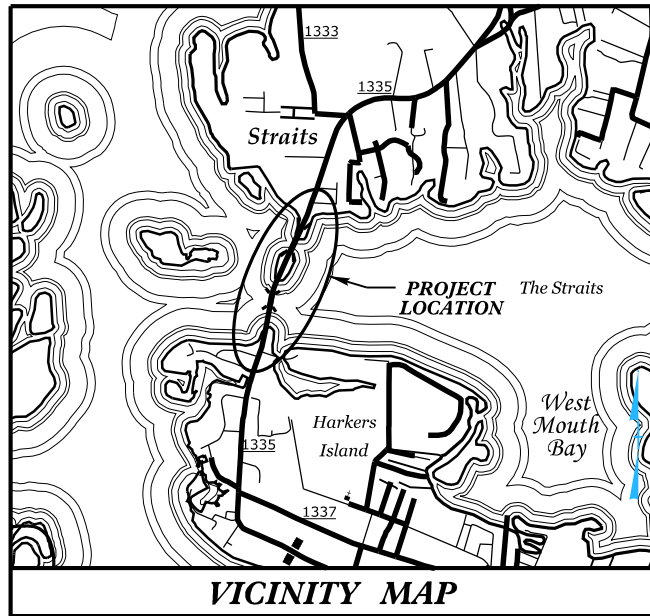 1333
1335
Straits
PROJECT
LOCATION
The Straits
West
Mouth
Bay
Harkers
Island
1335
1337
VICINITY MAP